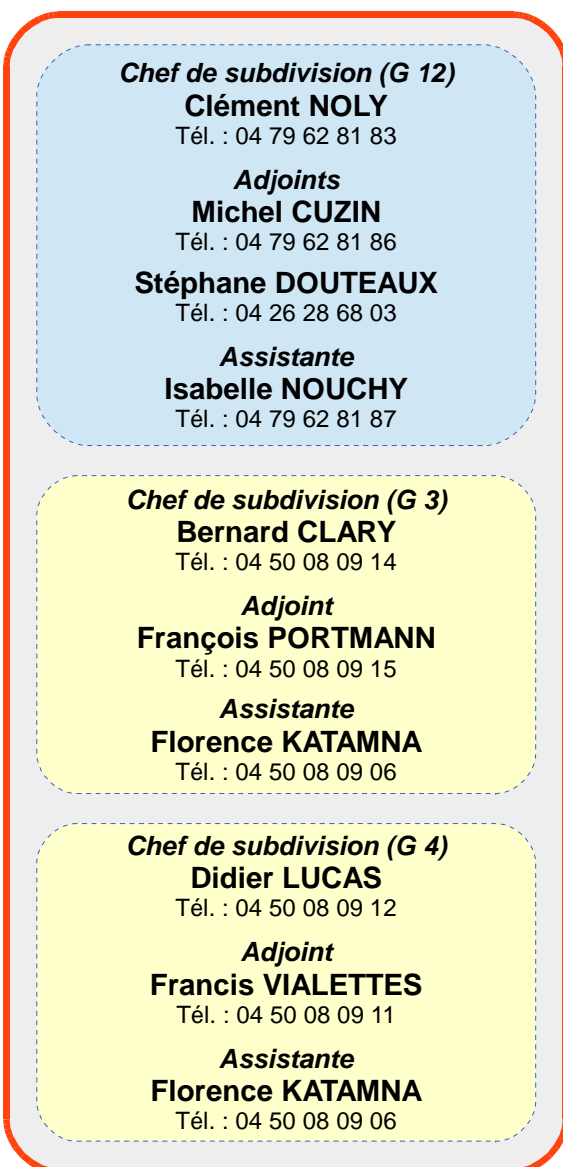 Chef de subdivision (G 12)
Clément NOLY
Tél. : 04 79 62 81 83
Adjoints
Michel CUZIN
Tél. : 04 79 62 81 86
Stéphane DOUTEAUX
Tél. : 04 26 28 68 03
Assistante
Isabelle NOUCHY
Tél. : 04 79 62 81 87
Chef de subdivision (G 3)
Bernard CLARY
Tél. : 04 50 08 09 14
Adjoint
François PORTMANN
Tél. : 04 50 08 09 15
Assistante
Florence KATAMNA
Tél. : 04 50 08 09 06
Chef de subdivision (G 4)
Didier LUCAS
Tél. : 04 50 08 09 12
Adjoint
Francis VIALETTES
Tél. : 04 50 08 09 11
Assistante
Florence KATAMNA
Tél. : 04 50 08 09 06